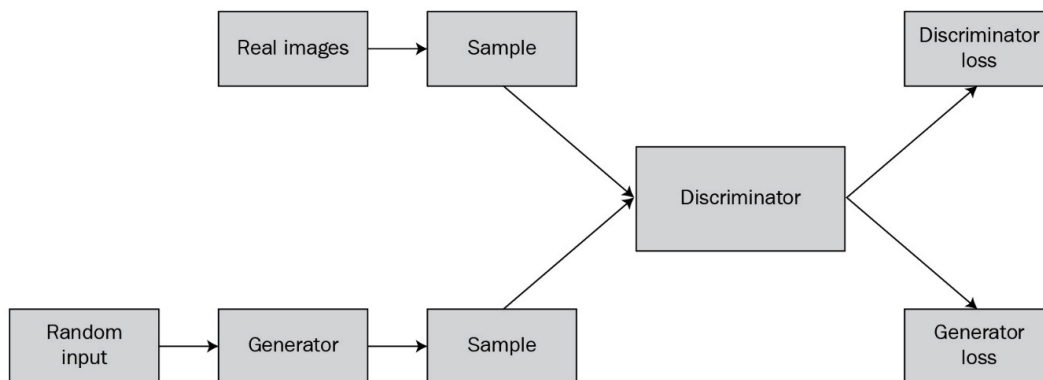 Real images
Sample
Discriminator
loss
Discriminator
Random
input
Generator
Sample
Generator
loss